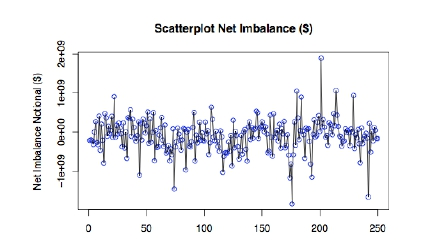 Scatterplot Net Imbalance ($)
Net Imbalance Notional ($)
2e+09
1e+09
0e+00
-1e+09
0
50
100
150
200
250